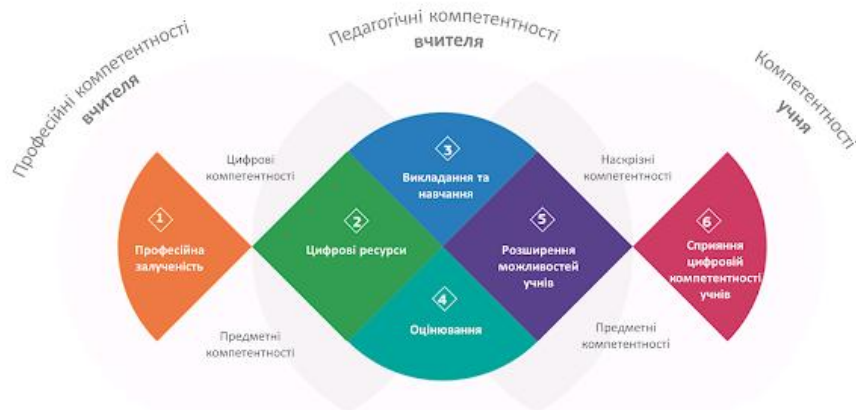 Професійні компетентності
вчителя
Педагогічні компетентності
вчителя
Компетентності
учня
Цифрові
компетентності
Наскрізні
компетентності
3
Викладання та
навчання
1
Професійна
залученість
2
Цифрові ресурси
5
Розширення
можливостей
учнів
6
Сприяння
цифровій
компетентності
учнів
4
Оцінювання
Предметні
компетентності
Предметні
компетентності